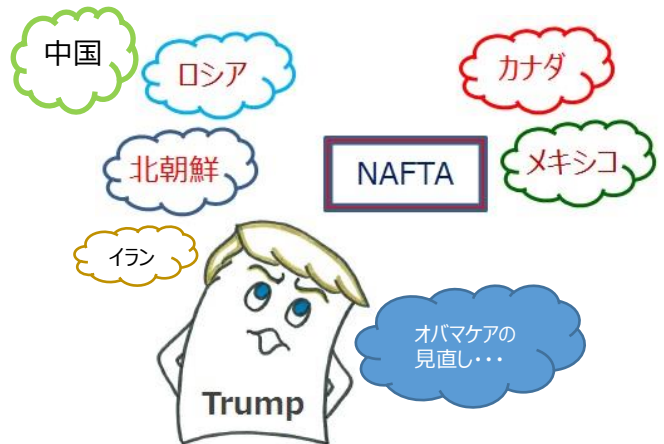 中国
ロシア
カナダ
北朝鮮
NAFTA
メキシコ
イラン
オバマケアの
見直し・・・
Trump